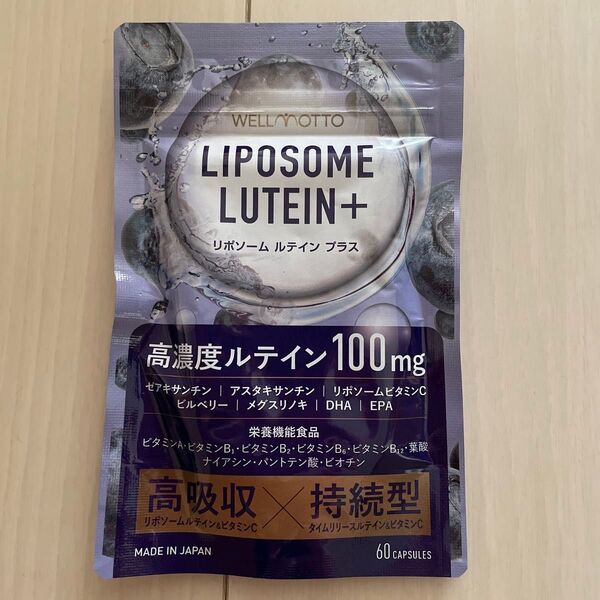 WELLMOTTO
LIPOSOME
LUTEIN+
リポソーム ルテイン プラス
高濃度ルテイン100mg
ゼアキサンチン | アスタキサンチン | リポソームビタミンC
ビルベリー | メグスリノキ | DHA | EPA
栄養機能食品
ビタミンA・ビタミンB₁・ビタミンB₂・ビタミンB₆・ビタミンB₁₂・葉酸
ナイアシン・パントテン酸・ビオチン
高吸収×持続型
リポソームルテイン&ビタミンC タイムリリースルテイン&ビタミンC
MADE IN JAPAN 60 CAPSULES